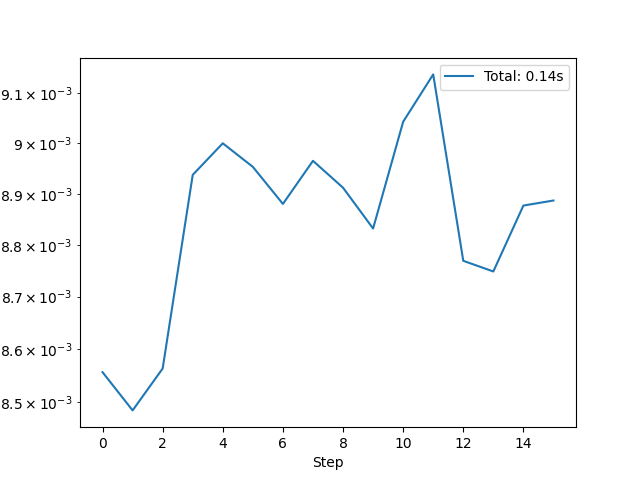 Total: 0.14s
9.1 × 10⁻³
9 × 10⁻³
8.9 × 10⁻³
8.8 × 10⁻³
8.7 × 10⁻³
8.6 × 10⁻³
8.5 × 10⁻³
0 2 4 6 8 10 12 14
Step